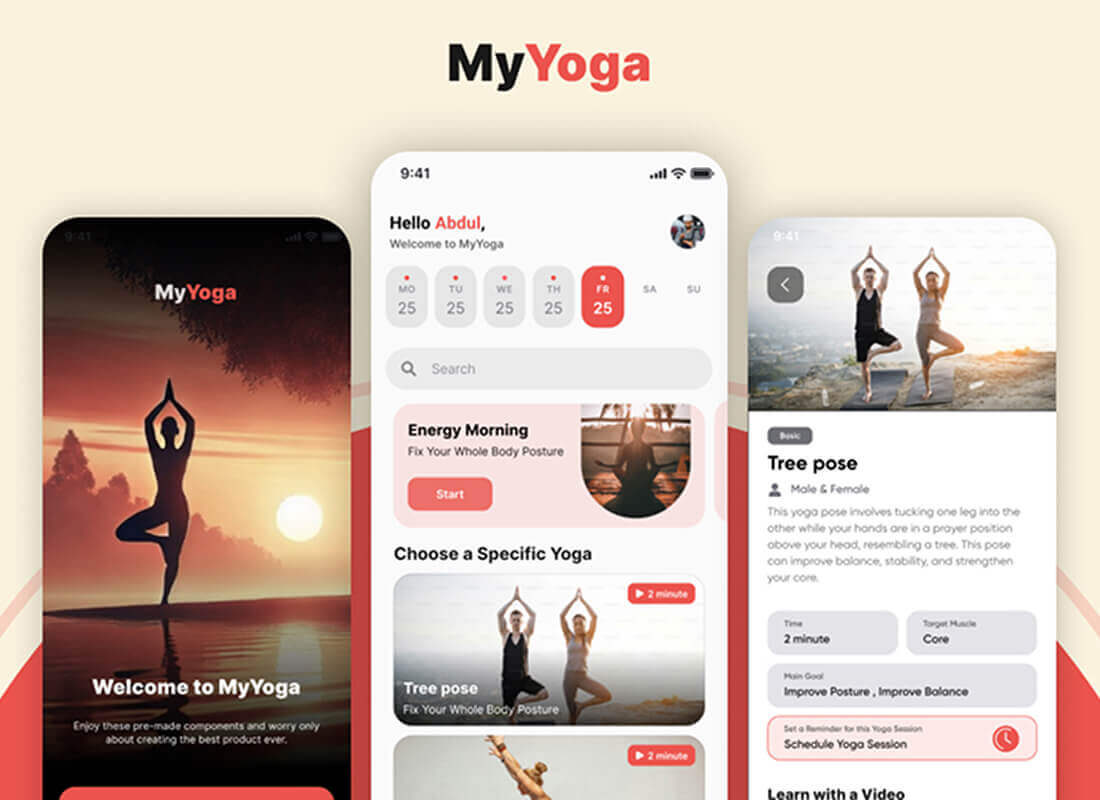 MyYoga
9:41
MyYoga
Welcome to MyYoga
Enjoy these pre-made components and worry only
about creating the best product ever.
9:41
Hello Abdul,
Welcome to MyYoga
MO TU WE TH FR SA SU
25 25 25 25 25
Search
Energy Morning
Fix Your Whole Body Posture
Start
Choose a Specific Yoga
2 minute
Tree pose
Fix Your Whole Body Posture
2 minute
9:41
Basic
Tree pose
Male & Female
This yoga pose involves tucking one leg into the
other while your hands are in a prayer position
above your head, resembling a tree. This pose
can improve balance, stability, and strengthen
your core.
Time
2 minute
Target Muscle
Core
Main Goal
Improve Posture , Improve Balance
Set a Reminder for this Yoga Session
Schedule Yoga Session
Learn with a Video